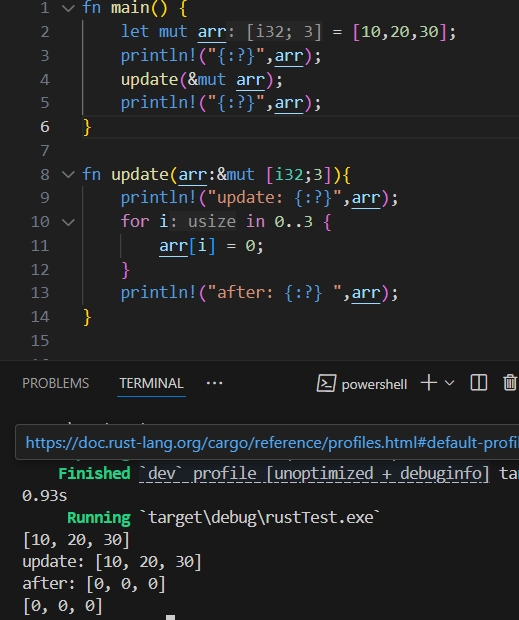 1 fn main() {
2 let mut arr: [i32; 3] = [10,20,30];
3 println!("{:?}",arr);
4 update(&mut arr);
5 println!("{:?}",arr);
6 }
7
8 fn update(arr:&mut [i32;3]){
9 println!("update: {:?}",arr);
10 for i: usize in 0..3 {
11 arr[i] = 0;
12 }
13 println!("after: {:?} ",arr);
14 }
15
PROBLEMS TERMINAL ··· powershell
https://doc.rust-lang.org/cargo/reference/profiles.html#default-profil
Finished `dev` profile [unoptimized + debuginfo] ta
0.93s
Running `target\debug\rustTest.exe`
[10, 20, 30]
update: [10, 20, 30]
after: [0, 0, 0]
[0, 0, 0]